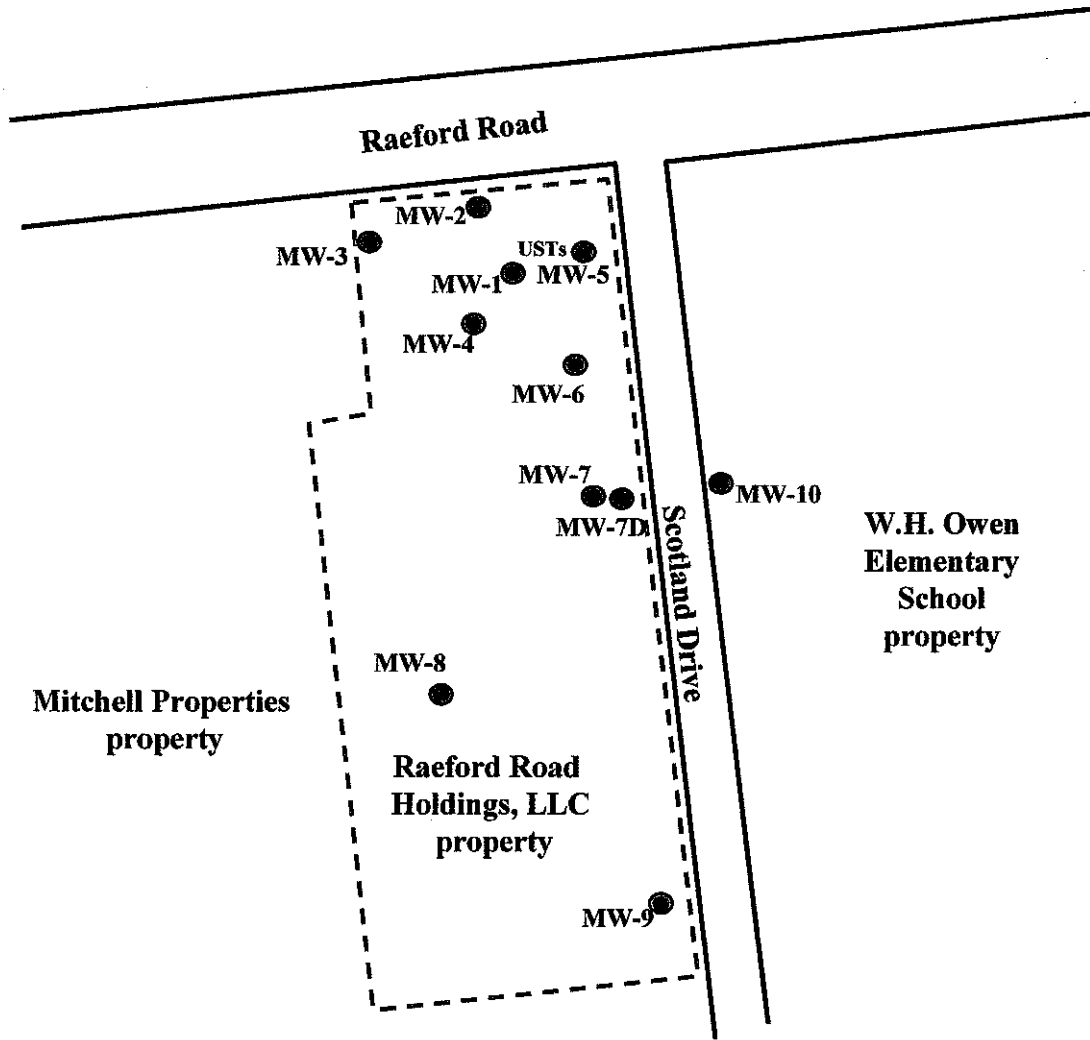 Raeford Road
MW-2
MW-3
USTs
MW-1
MW-5
MW-4
MW-6
MW-7
MW-7D
MW-10
Scotland Drive
W.H. Owen
Elementary
School
property
MW-8
Mitchell Properties
property
Raeford Road
Holdings, LLC
property
MW-9